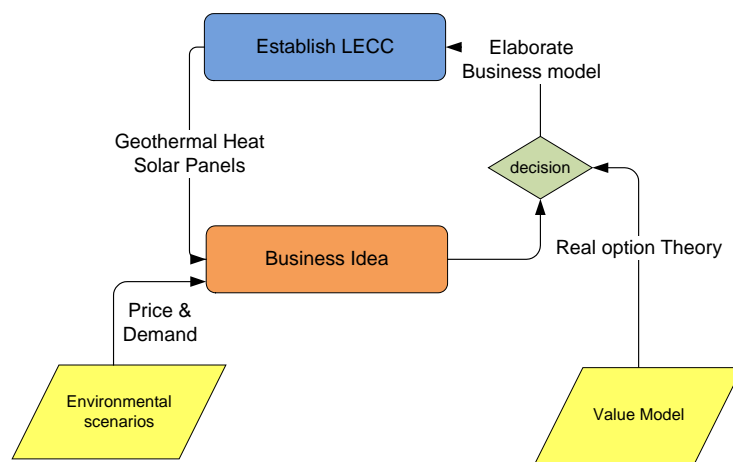 Establish LECC
Elaborate
Business model
Geothermal Heat
Solar Panels
decision
Business Idea
Real option Theory
Price &
Demand
Environmental
scenarios
Value Model